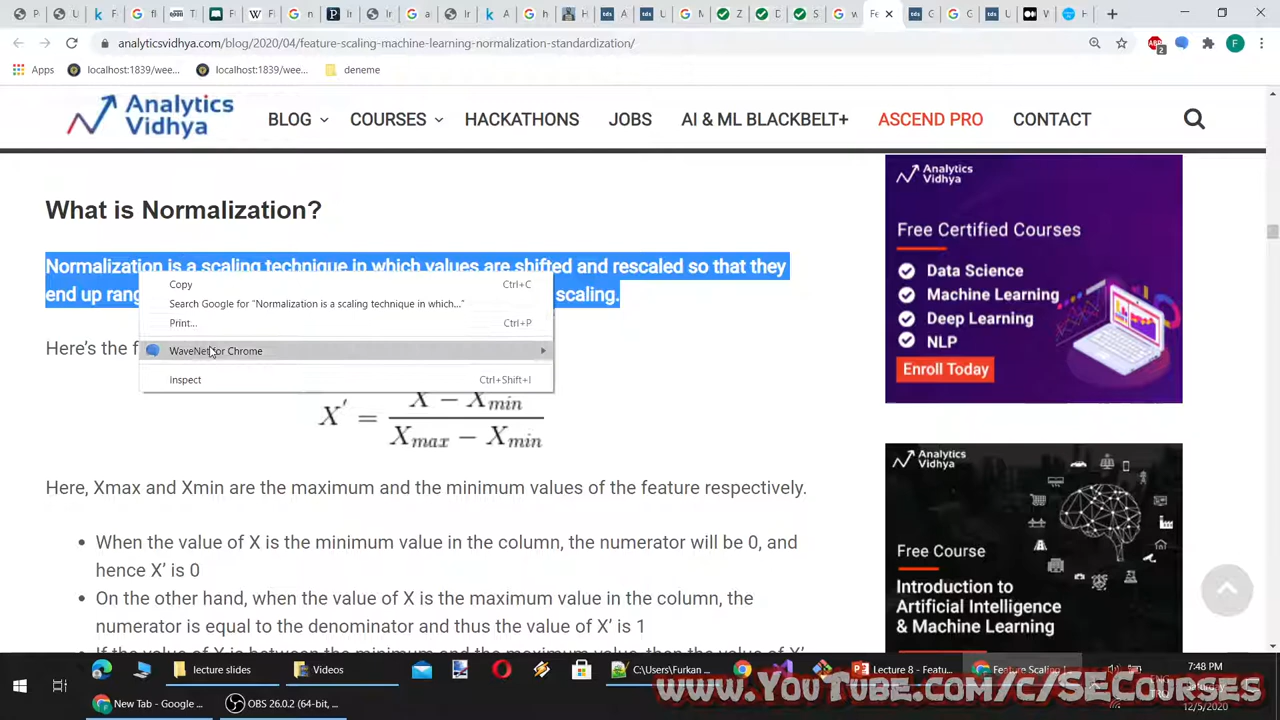 analyticsvidhya.com/blog/2020/04/feature-scaling-machine-learning-normalization-standardization/
Apps localhost:1839/wee... localhost:1839/wee... deneme
Analytics Vidhya BLOG COURSES HACKATHONS JOBS AI & ML BLACKBELT+ ASCEND PRO CONTACT
What is Normalization?
Normalization is a scaling technique in which values are shifted and rescaled so that they
end up rang scaling.
Copy Ctrl+C
Search Google for "Normalization is a scaling technique in which..."
Print... Ctrl+P
WaveNet for Chrome
Inspect Ctrl+Shift+I
Here's the f
X' = X − Xmin
Xmax − Xmin
Here, Xmax and Xmin are the maximum and the minimum values of the feature respectively.
• When the value of X is the minimum value in the column, the numerator will be 0, and
hence X' is 0
• On the other hand, when the value of X is the maximum value in the column, the
numerator is equal to the denominator and thus the value of X' is 1
Analytics
Vidhya
Free Certified Courses
Data Science
Machine Learning
Deep Learning
NLP
Enroll Today
Analytics
Vidhya
Free Course
Introduction to
Artificial Intelligence
& Machine Learning
lecture slides Videos C:\Users\Furkan ... Lecture 8 - Featu... Feature Scaling 7:48 PM
New Tab - Google ... OBS 26.0.2 (64-bit, ... 12/5/2020
www.YouTube.com/c/SECourses